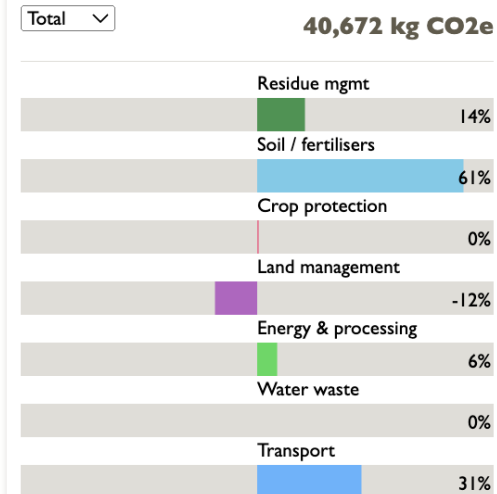 Total
40,672 kg CO2e
Residue mgmt
14%
Soil / fertilisers
61%
Crop protection
0%
Land management
-12%
Energy & processing
6%
Water waste
0%
Transport
31%